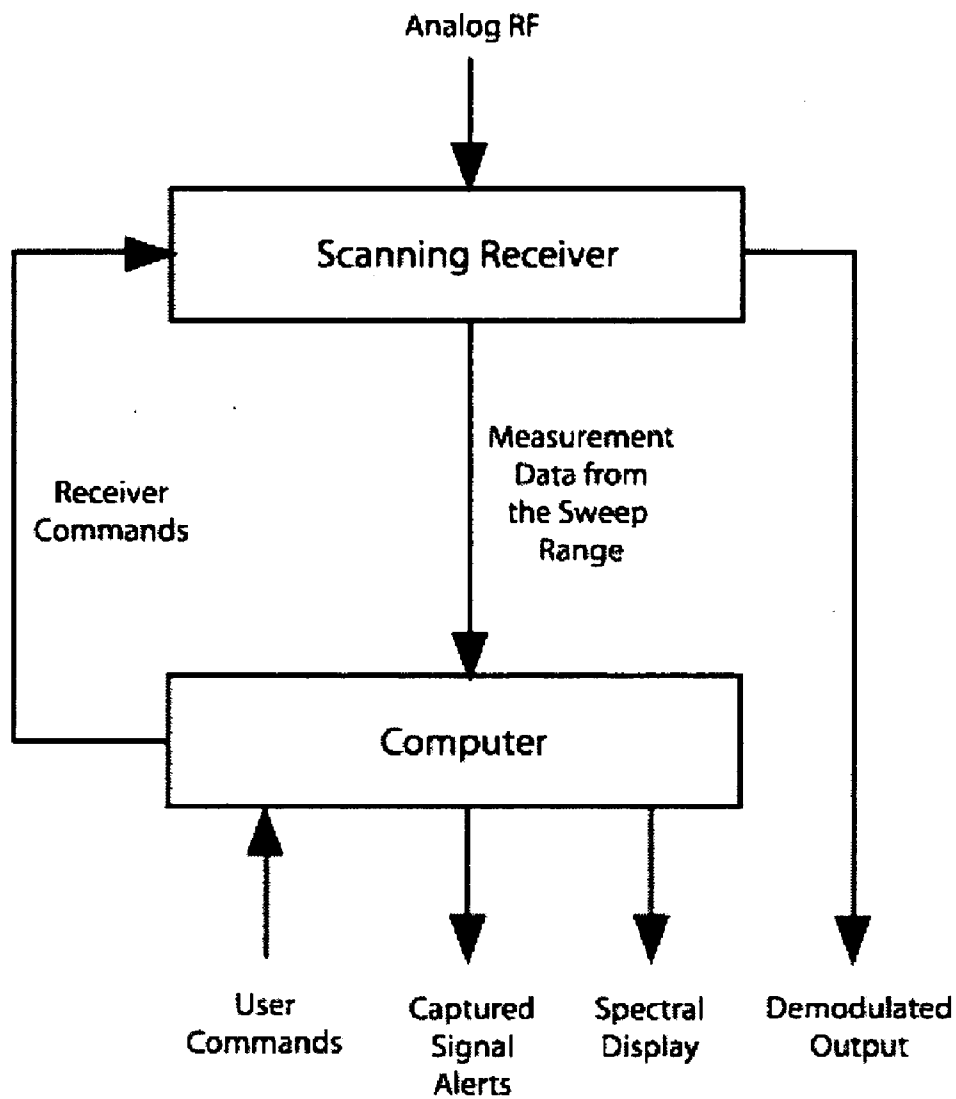 Analog RF
Scanning Receiver
Measurement
Data from
the Sweep
Range
Receiver
Commands
Computer
User
Commands
Captured
Signal
Alerts
Spectral
Display
Demodulated
Output